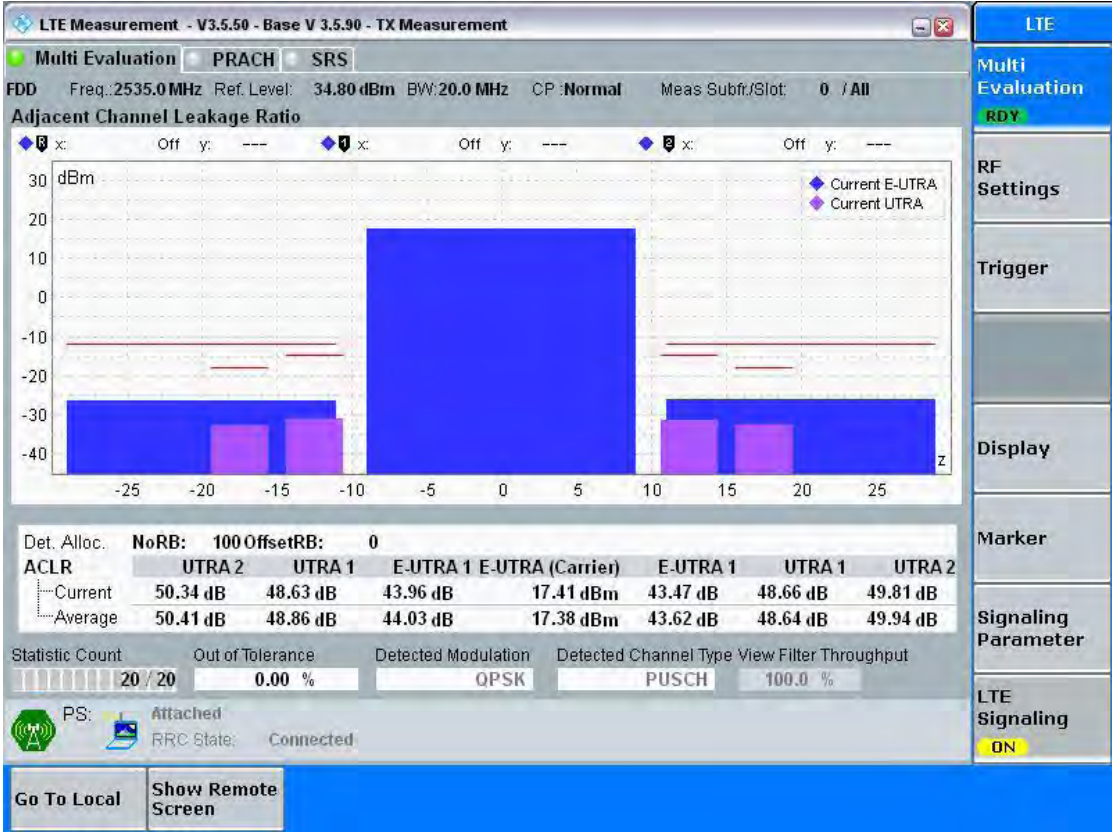 LTE Measurement - V3.5.50 - Base V 3.5.90 - TX Measurement
LTE
Multi Evaluation PRACH SRS
Multi
Evaluation
RDY
FDD Freq.:2535.0 MHz Ref. Level: 34.80 dBm BW:20.0 MHz CP :Normal Meas Subfr./Slot: 0 / All
Adjacent Channel Leakage Ratio
R x: Off y: --- 1 x: Off y: --- 2 x: Off y: ---
30 dBm
Current E-UTRA
Current UTRA
20
10
0
-10
-20
-30
-40
z
-25 -20 -15 -10 -5 0 5 10 15 20 25
RF
Settings
Trigger
Display
Marker
Signaling
Parameter
LTE
Signaling
ON
Det. Alloc. NoRB: 100 OffsetRB: 0
ACLR UTRA 2 UTRA 1 E-UTRA 1 E-UTRA (Carrier) E-UTRA 1 UTRA 1 UTRA 2
Current 50.34 dB 48.63 dB 43.96 dB 17.41 dBm 43.47 dB 48.66 dB 49.81 dB
Average 50.41 dB 48.86 dB 44.03 dB 17.38 dBm 43.62 dB 48.64 dB 49.94 dB
Statistic Count Out of Tolerance Detected Modulation Detected Channel Type View Filter Throughput
20 / 20 0.00 % QPSK PUSCH 100.0 %
PS: Attached
RRC State: Connected
Go To Local
Show Remote
Screen